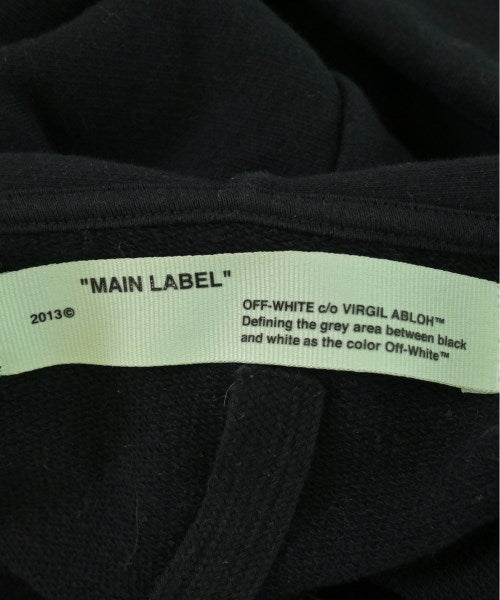 "MAIN LABEL"
2013©
OFF-WHITE c/o VIRGIL ABLOH™
Defining the grey area between black
and white as the color Off-White™